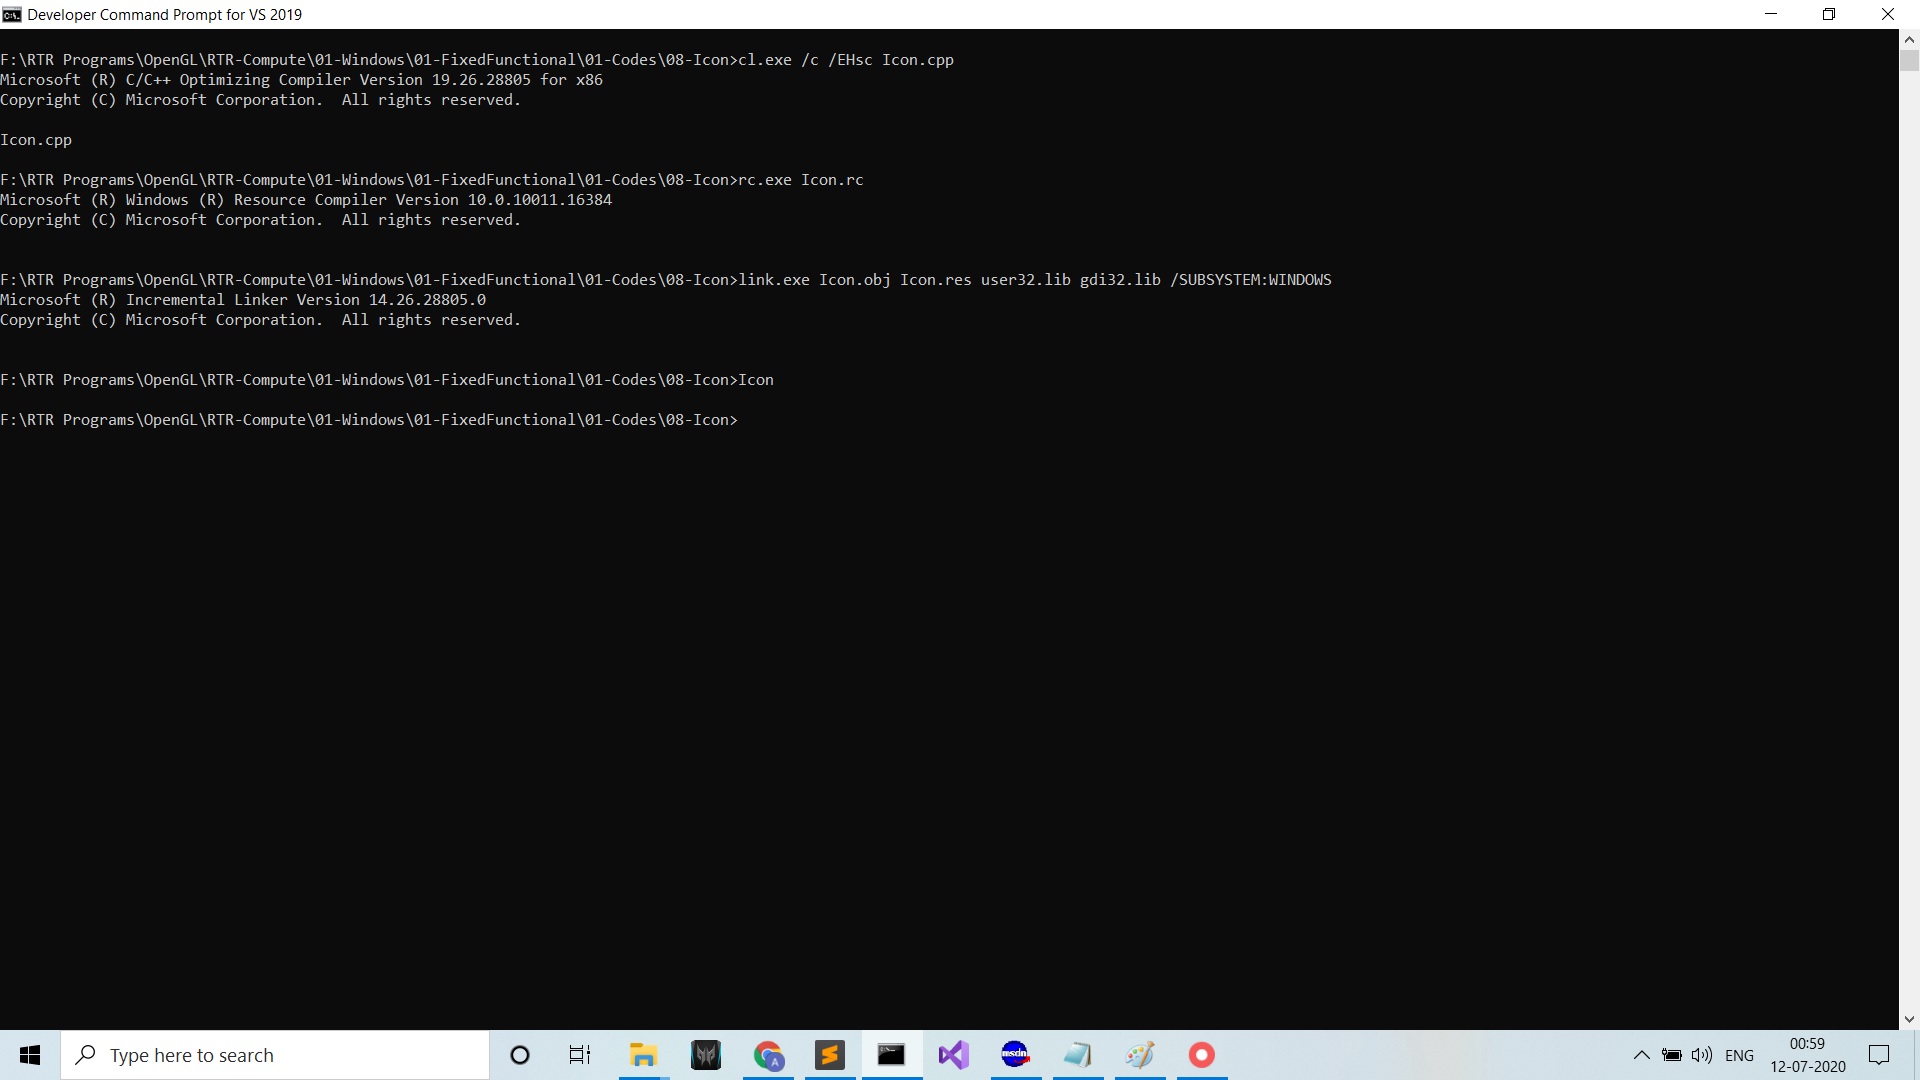 Developer Command Prompt for VS 2019
F:\RTR Programs\OpenGL\RTR-Compute\01-Windows\01-FixedFunctional\01-Codes\08-Icon>cl.exe /c /EHsc Icon.cpp
Microsoft (R) C/C++ Optimizing Compiler Version 19.26.28805 for x86
Copyright (C) Microsoft Corporation.  All rights reserved.
Icon.cpp
F:\RTR Programs\OpenGL\RTR-Compute\01-Windows\01-FixedFunctional\01-Codes\08-Icon>rc.exe Icon.rc
Microsoft (R) Windows (R) Resource Compiler Version 10.0.10011.16384
Copyright (C) Microsoft Corporation.  All rights reserved.
F:\RTR Programs\OpenGL\RTR-Compute\01-Windows\01-FixedFunctional\01-Codes\08-Icon>link.exe Icon.obj Icon.res user32.lib gdi32.lib /SUBSYSTEM:WINDOWS
Microsoft (R) Incremental Linker Version 14.26.28805.0
Copyright (C) Microsoft Corporation.  All rights reserved.
F:\RTR Programs\OpenGL\RTR-Compute\01-Windows\01-FixedFunctional\01-Codes\08-Icon>Icon
F:\RTR Programs\OpenGL\RTR-Compute\01-Windows\01-FixedFunctional\01-Codes\08-Icon>
Type here to search
A
msdn
ENG
00:59
12-07-2020